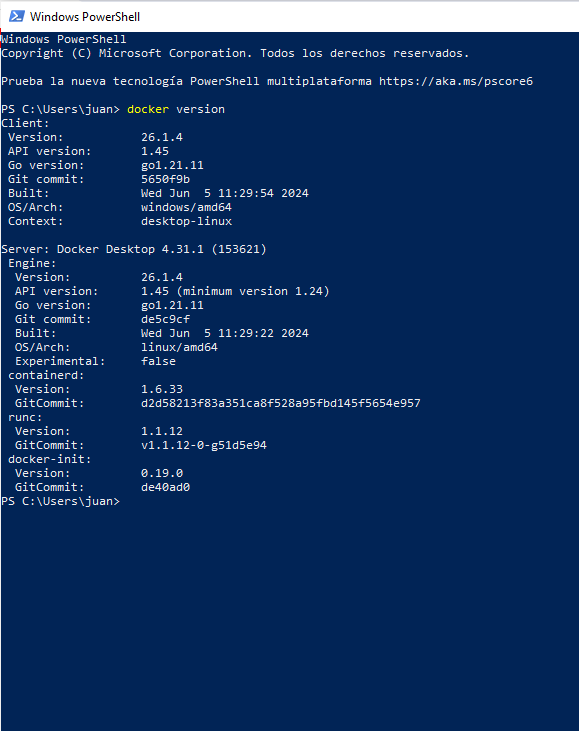 Windows PowerShell
Windows PowerShell
Copyright (C) Microsoft Corporation. Todos los derechos reservados.
Prueba la nueva tecnología PowerShell multiplataforma https://aka.ms/pscore6
PS C:\Users\juan> docker version
Client:
 Version:           26.1.4
 API version:       1.45
 Go version:        go1.21.11
 Git commit:        5650f9b
 Built:             Wed Jun  5 11:29:54 2024
 OS/Arch:           windows/amd64
 Context:           desktop-linux
Server: Docker Desktop 4.31.1 (153621)
 Engine:
  Version:          26.1.4
  API version:      1.45 (minimum version 1.24)
  Go version:       go1.21.11
  Git commit:       de5c9cf
  Built:            Wed Jun  5 11:29:22 2024
  OS/Arch:          linux/amd64
  Experimental:     false
 containerd:
  Version:          1.6.33
  GitCommit:        d2d58213f83a351ca8f528a95fbd145f5654e957
 runc:
  Version:          1.1.12
  GitCommit:        v1.1.12-0-g51d5e94
 docker-init:
  Version:          0.19.0
  GitCommit:        de40ad0
PS C:\Users\juan>